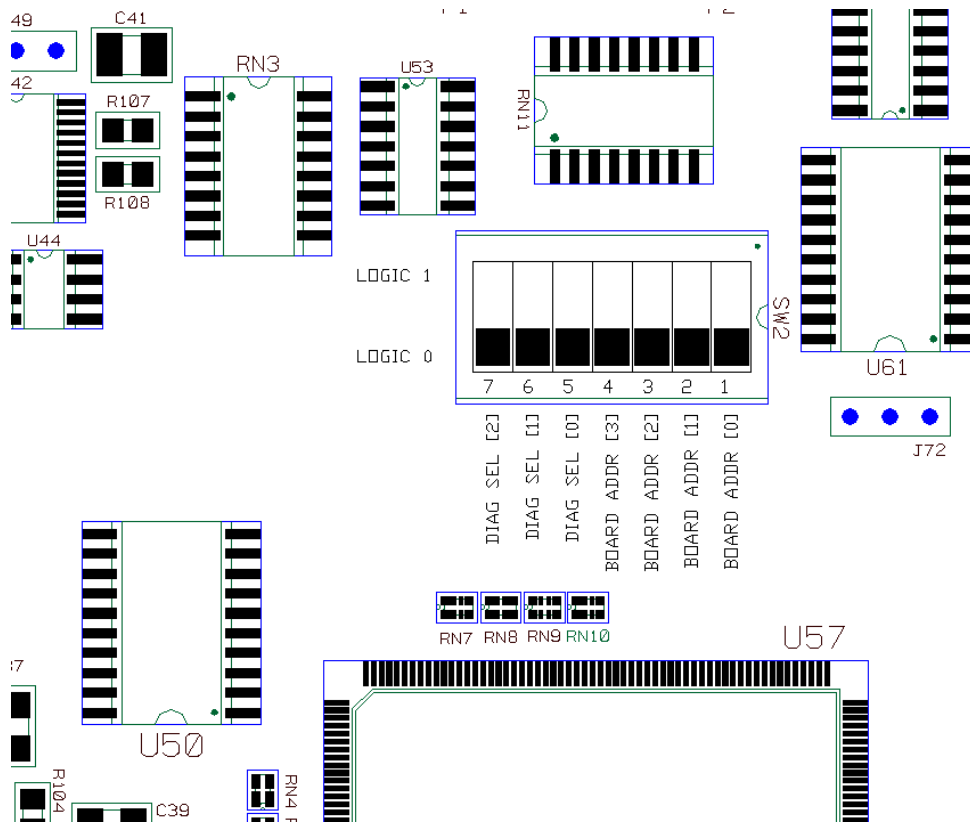 49
C41
RN3
U53
RN11
42
R107
R108
U44
LOGIC 1
SW2
LOGIC 0
7 6 5 4 3 2 1
U61
DIAG SEL [2]
DIAG SEL [1]
DIAG SEL [0]
BOARD ADDR [3]
BOARD ADDR [2]
BOARD ADDR [1]
BOARD ADDR [0]
J72
RN7 RN8 RN9 RN10
U57
37
U50
R104
C39
RN4